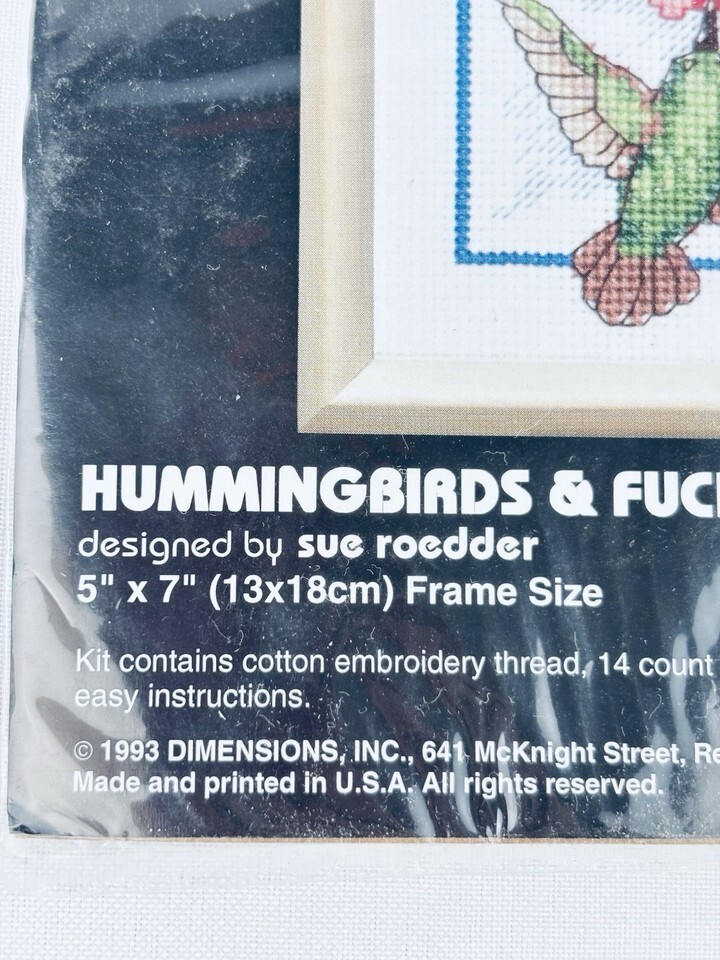 HUMMINGBIRDS & FUC
designed by sue roedder
5" x 7" (13x18cm) Frame Size
Kit contains cotton embroidery thread, 14 count
easy instructions.
© 1993 DIMENSIONS, INC., 641 McKnight Street, Re
Made and printed in U.S.A. All rights reserved.